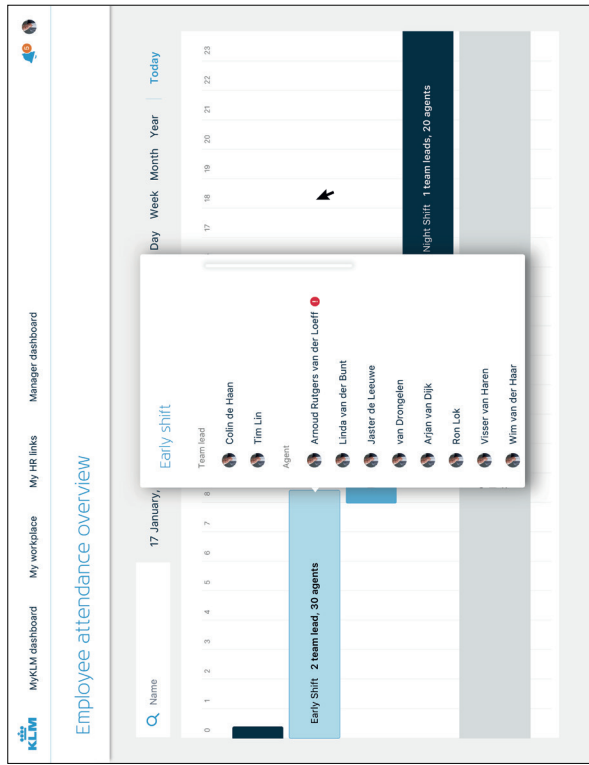 KLM
MyKLM dashboard
My workplace
My HR links
Manager dashboard
5
Employee attendance overview
Name
17 January,
Day
Week
Month
Year
Today
0 1 2 3 4 5 6 7 8 17 18 19 20 21 22 23
Early Shift 2 team lead, 30 agents
Early shift
Team lead
Colin de Haan
Tim Lin
Agent
Arnoud Rutgers van der Loeff
Linda van der Bunt
Jaster de Leeuwe
van Drongelen
Arjan van Dijk
Ron Lok
Visser van Haren
Wim van der Haar
Night Shift 1 team leads, 20 agents